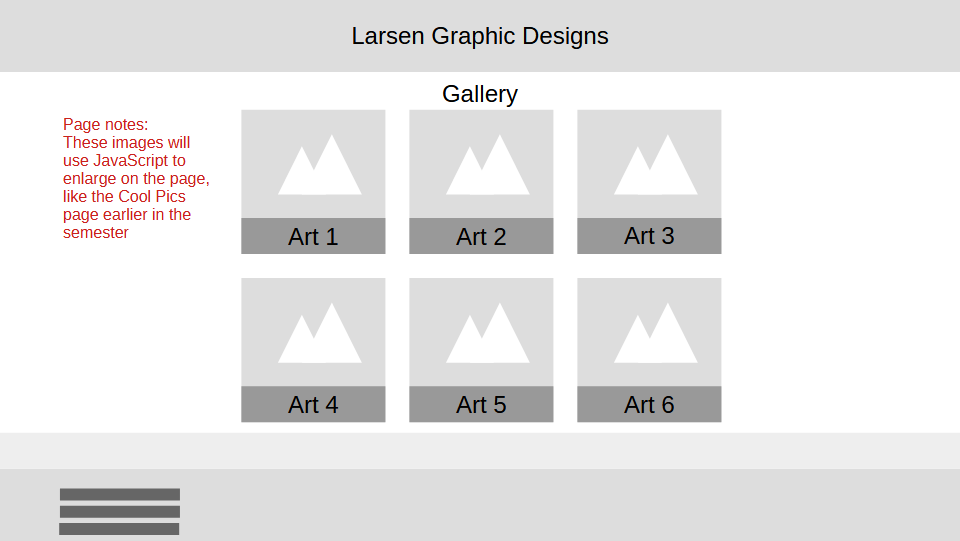 Larsen Graphic Designs
Gallery
Page notes:
These images will
use JavaScript to
enlarge on the page,
like the Cool Pics
page earlier in the
semester
Art 1
Art 2
Art 3
Art 4
Art 5
Art 6